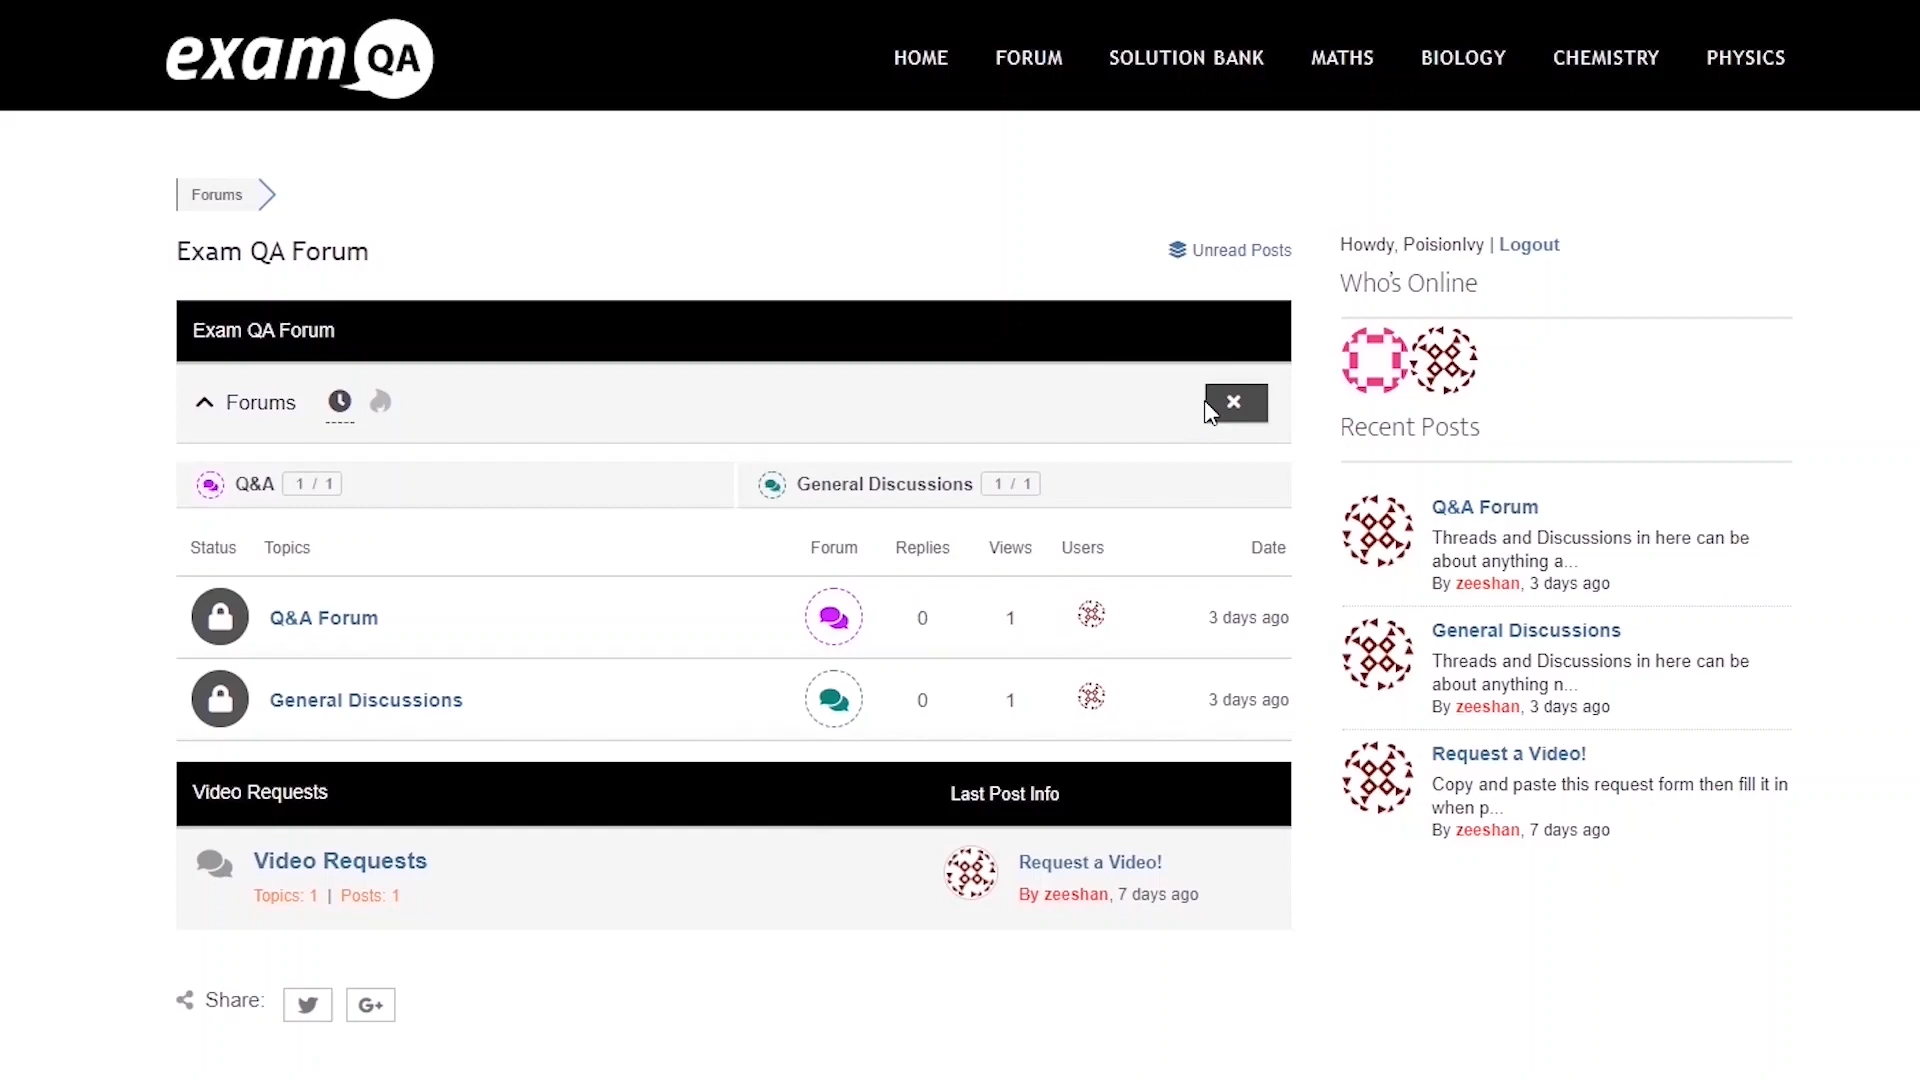 exam QA
HOME FORUM SOLUTION BANK MATHS BIOLOGY CHEMISTRY PHYSICS
Forums
Exam QA Forum
Unread Posts
Exam QA Forum
Forums
Q&A 1 / 1
General Discussions 1 / 1
Status Topics Forum Replies Views Users Date
Q&A Forum 0 1 3 days ago
General Discussions 0 1 3 days ago
Video Requests Last Post Info
Video Requests
Topics: 1 | Posts: 1
Request a Video!
By zeeshan, 7 days ago
Share:
G+
Howdy, PoisionIvy | Logout
Who's Online
Recent Posts
Q&A Forum
Threads and Discussions in here can be
about anything a...
By zeeshan, 3 days ago
General Discussions
Threads and Discussions in here can be
about anything n...
By zeeshan, 3 days ago
Request a Video!
Copy and paste this request form then fill it in
when p...
By zeeshan, 7 days ago